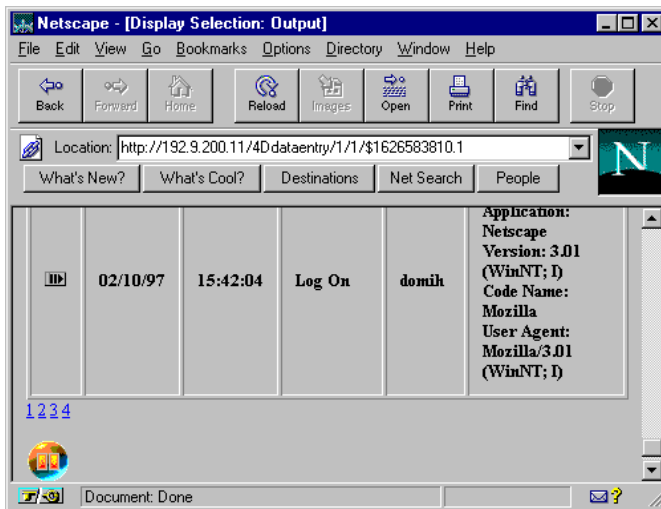 Netscape - [Display Selection: Output]
File Edit View Go Bookmarks Options Directory Window Help
Back Forward Home Reload Images Open Print Find Stop
Location: http://192.9.200.11/4Ddataentry/1/1/$1626583810.1
N
What's New? What's Cool? Destinations Net Search People
Application:
Netscape
Version: 3.01
02/10/97 15:42:04 Log On domih (WinNT; I)
Code Name:
Mozilla
User Agent:
Mozilla/3.01
(WinNT; I)
1 2 3 4
Document: Done